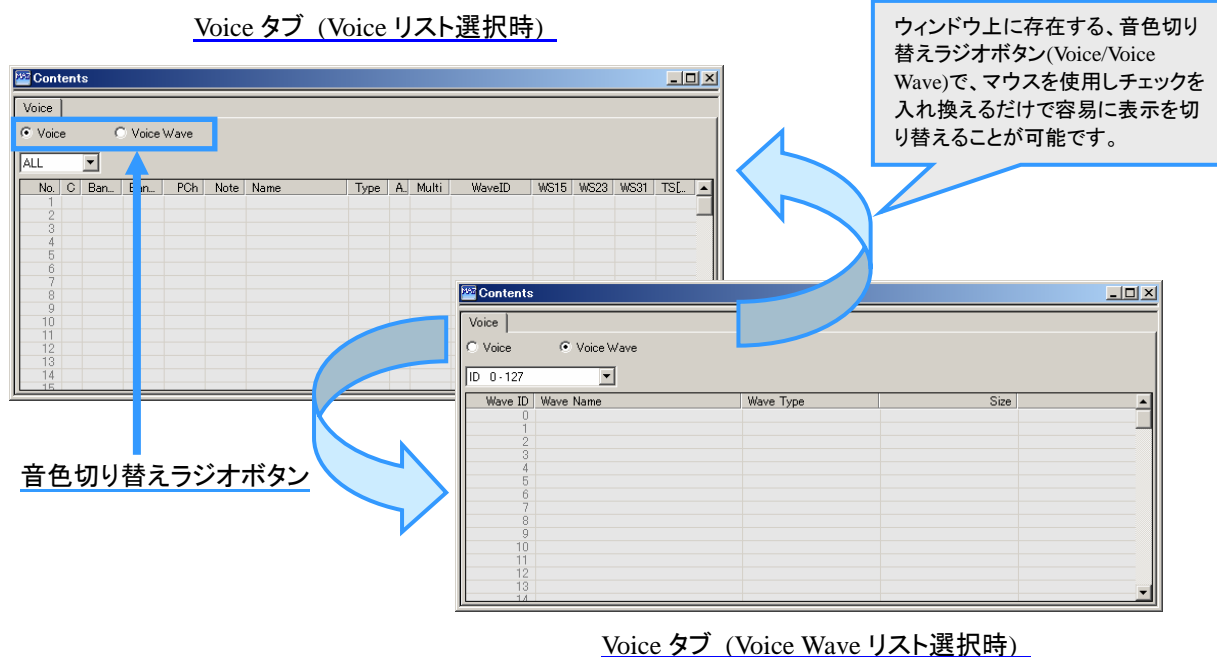 Voice タブ (Voice リスト選択時)
ウィンドウ上に存在する、音色切り
替えラジオボタン(Voice/Voice
Wave)で、マウスを使用しチェックを
入れ換えるだけで容易に表示を切
り替えることが可能です。
Contents
Voice
Voice Voice Wave
ALL
No. C Ban... Ban... PCh Note Name Type A. Multi WaveID WS15 WS23 WS31 TS[..
1
2
3
4
5
6
7
8
9
10
11
12
13
14
15
音色切り替えラジオボタン
Contents
Voice
Voice Voice Wave
ID 0-127
Wave ID Wave Name Wave Type Size
0
1
2
3
4
5
6
7
8
9
10
11
12
13
14
Voice タブ (Voice Wave リスト選択時)